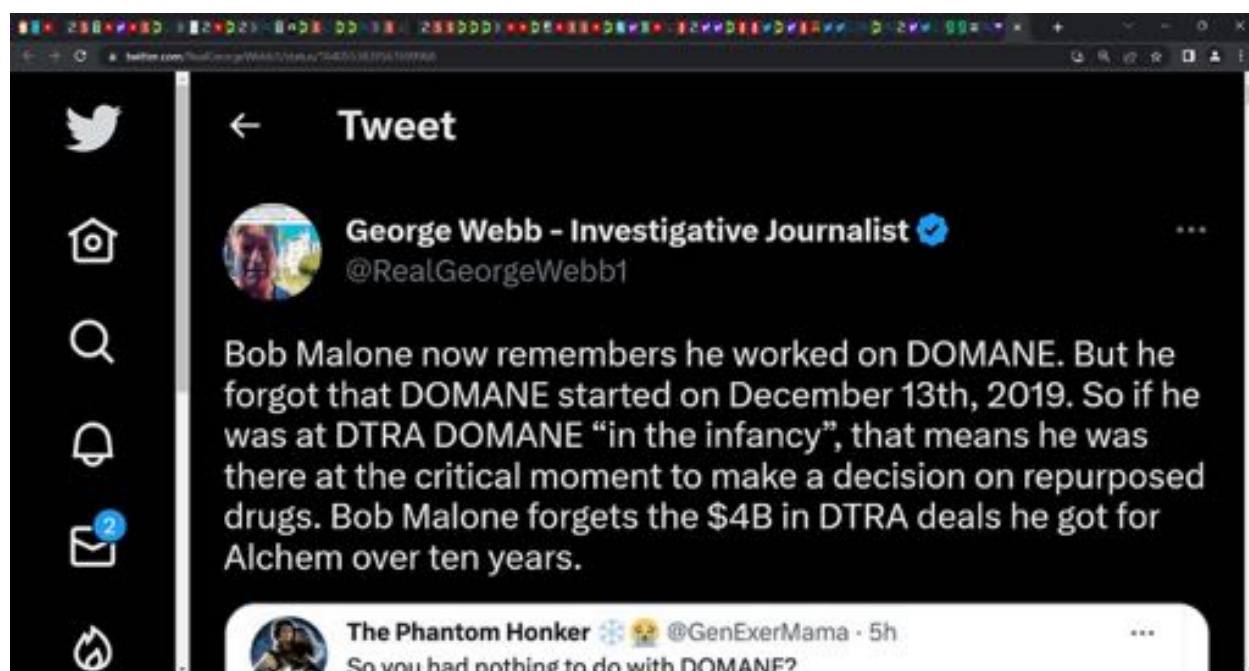 Tweet
George Webb - Investigative Journalist
@RealGeorgeWebb1
Bob Malone now remembers he worked on DOMANE. But he
forgot that DOMANE started on December 13th, 2019. So if he
was at DTRA DOMANE “in the infancy”, that means he was
there at the critical moment to make a decision on repurposed
drugs. Bob Malone forgets the $4B in DTRA deals he got for
Alchem over ten years.
2
The Phantom Honker @GenExerMama · 5h
So you had nothing to do with DOMANE?